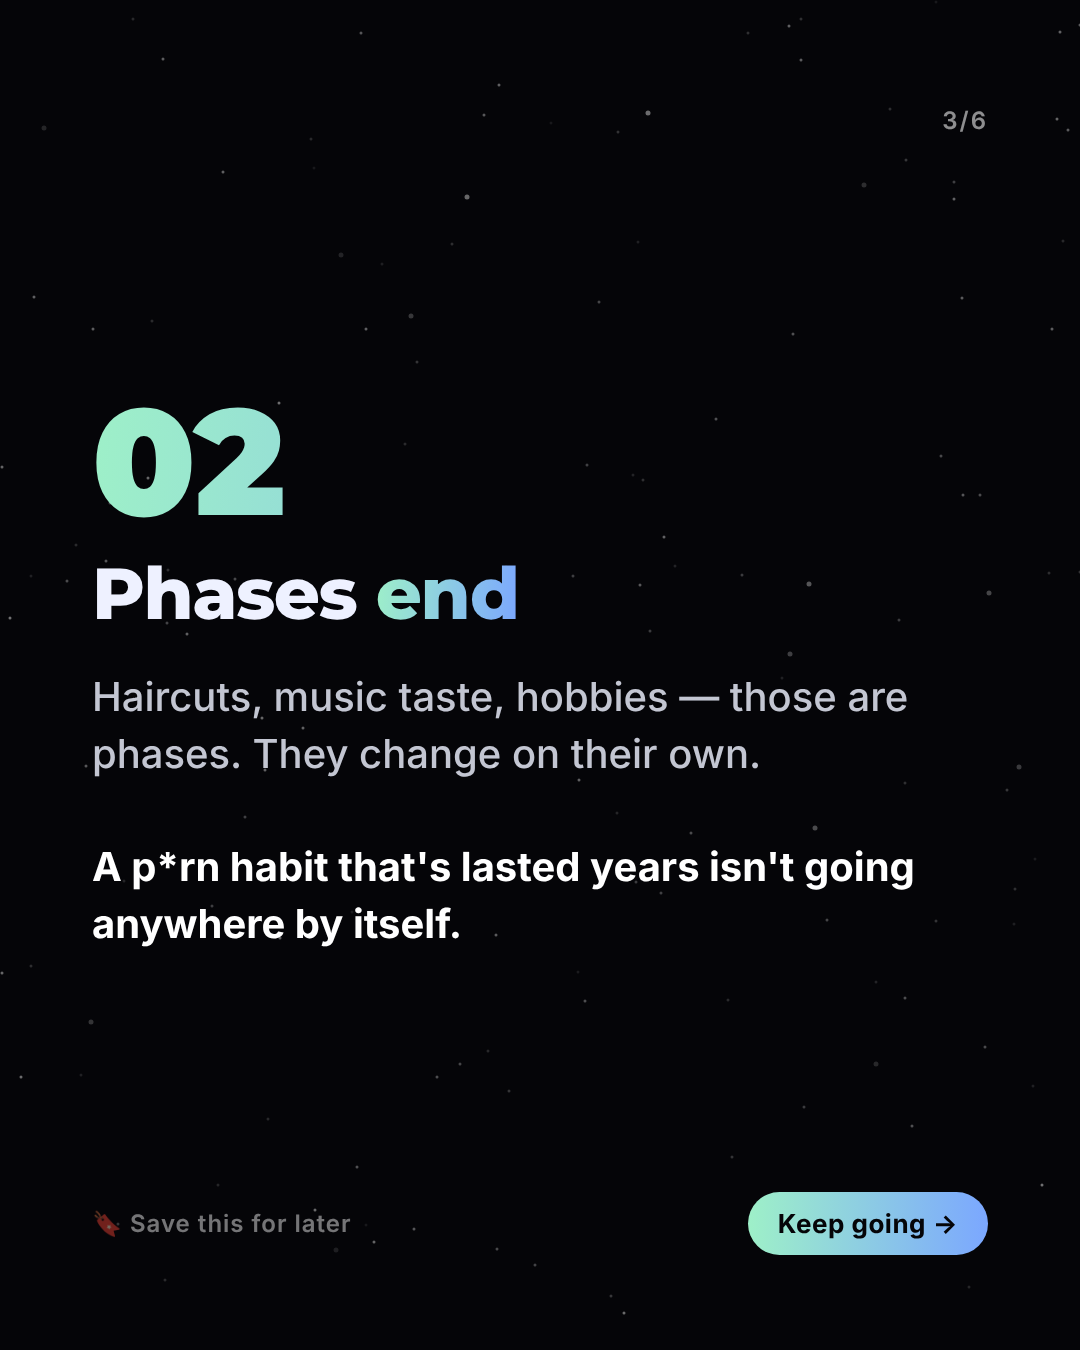 3/6
02
Phases end
Haircuts, music taste, hobbies — those are
phases. They change on their own.
A p*rn habit that's lasted years isn't going
anywhere by itself.
Save this for later
Keep going →